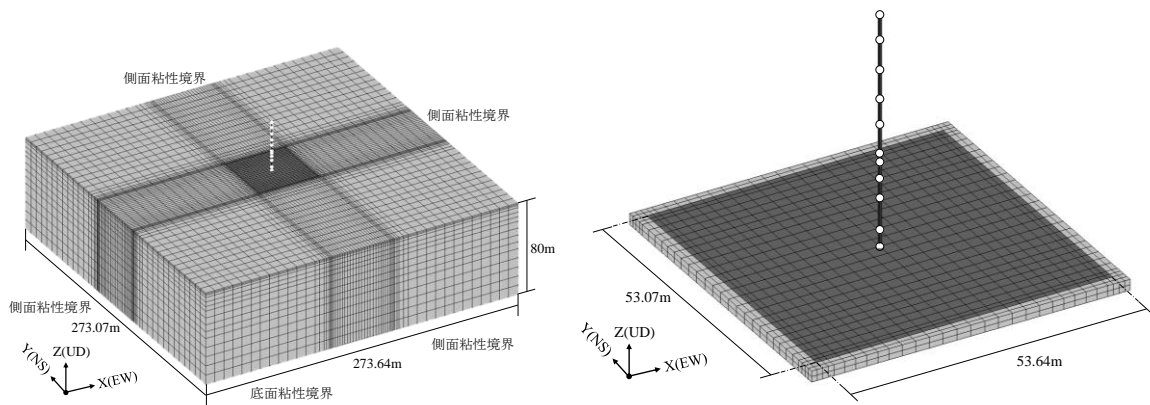 側面粘性境界
側面粘性境界
80m
側面粘性境界
273.07m
273.64m
側面粘性境界
底面粘性境界
Y(NS)
Z(UD)
X(EW)
53.07m
53.64m
Y(NS)
Z(UD)
X(EW)